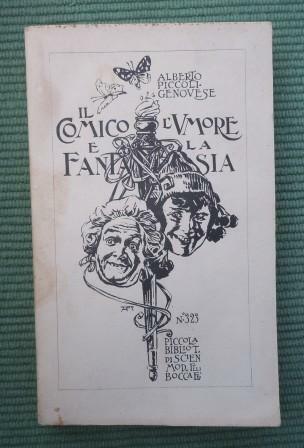 ALBERTO
PICCOLI-
GENOVESE
IL
COMICO L'VMORE
E LA
FANTASIA
N° 323
PICCOLA
BIBLIOT.
DI SCIEN
MOD. F.LLI
BOCCA ED.